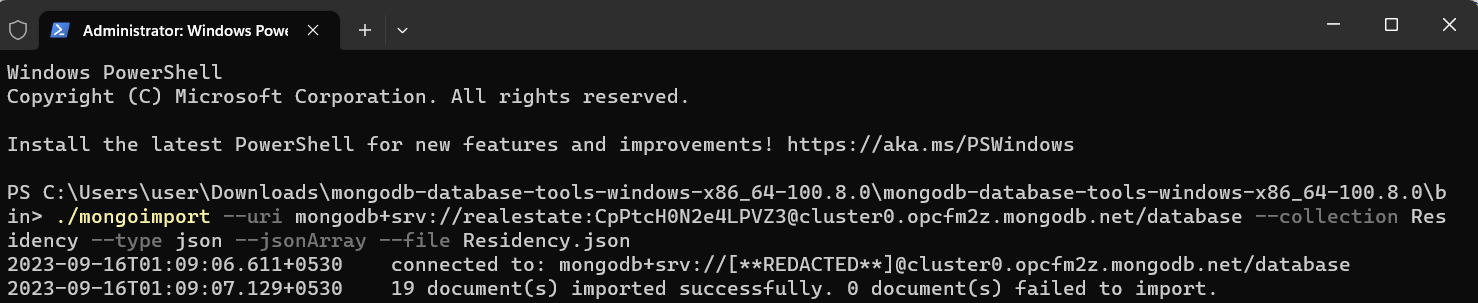 Administrator: Windows Powe
Windows PowerShell
Copyright (C) Microsoft Corporation. All rights reserved.
Install the latest PowerShell for new features and improvements! https://aka.ms/PSWindows
PS C:\Users\user\Downloads\mongodb-database-tools-windows-x86_64-100.8.0\mongodb-database-tools-windows-x86_64-100.8.0\b
in> ./mongoimport --uri mongodb+srv://realestate:CpPtcH0N2e4LPVZ3@cluster0.opcfm2z.mongodb.net/database --collection Res
idency --type json --jsonArray --file Residency.json
2023-09-16T01:09:06.611+0530    connected to: mongodb+srv://[**REDACTED**]@cluster0.opcfm2z.mongodb.net/database
2023-09-16T01:09:07.129+0530    19 document(s) imported successfully. 0 document(s) failed to import.